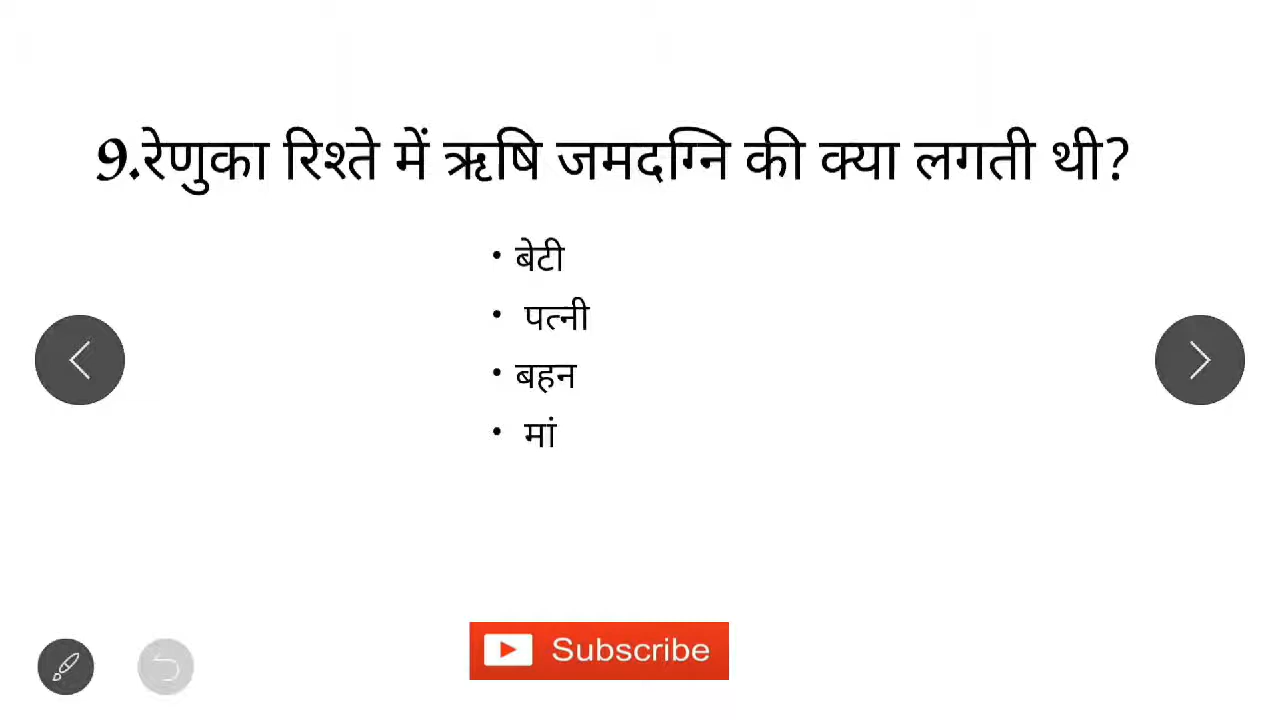 9.रेणुका रिश्ते में ऋषि जमदग्नि की क्या लगती थी?
• बेटी
• पत्नी
• बहन
• मां
Subscribe